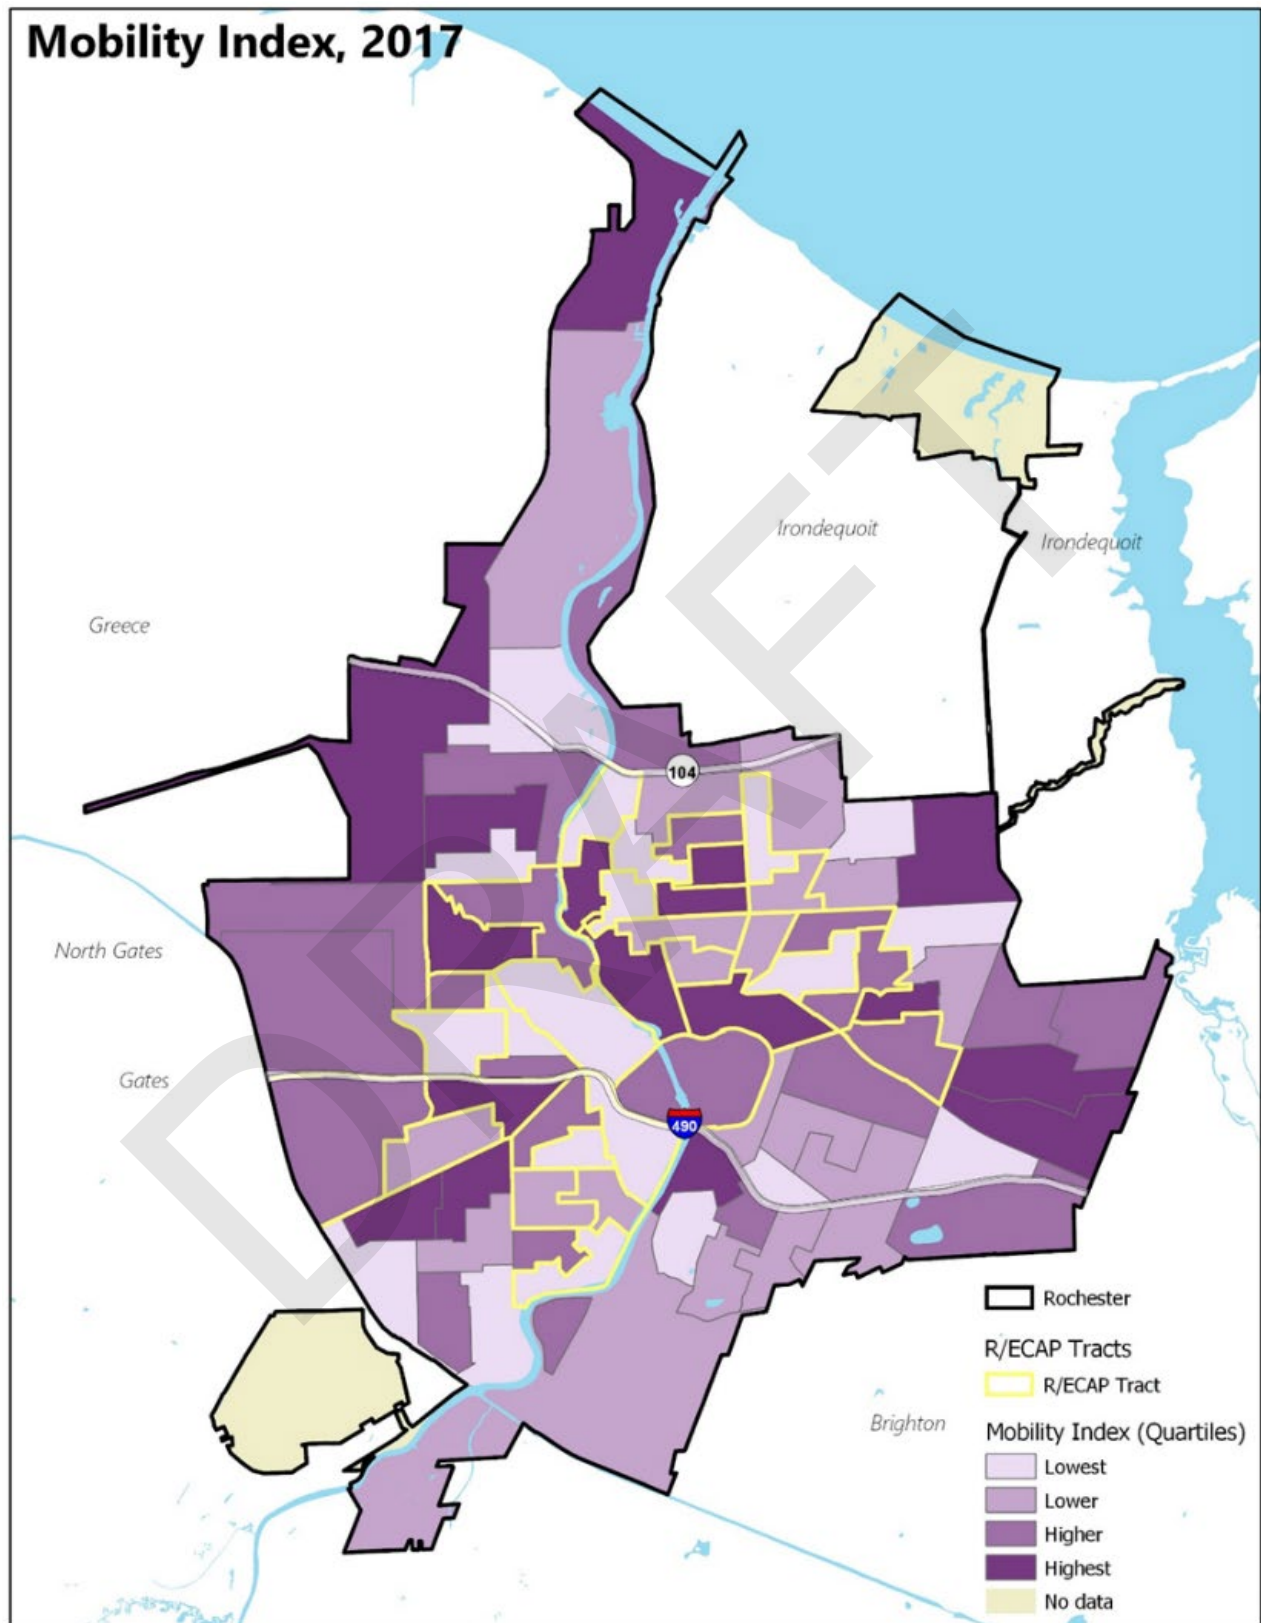 Mobility Index, 2017
Irondequoit
Irondequoit
Greece
104
North Gates
Gates
490
Brighton
Rochester
R/ECAP Tracts
R/ECAP Tract
Mobility Index (Quartiles)
Lowest
Lower
Higher
Highest
No data
DRAFT